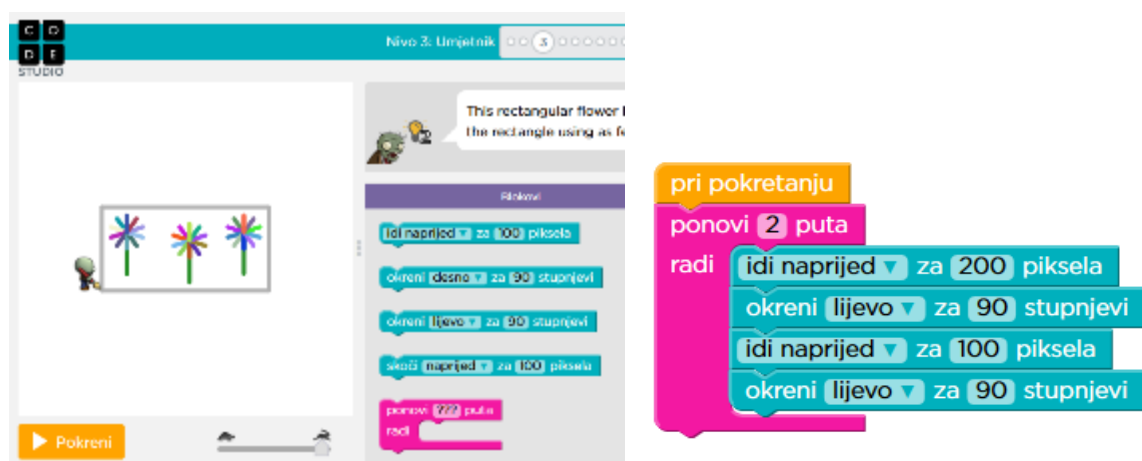 C O
D E
STUDIO
Nivo 3: Umjetnik
3
This rectangular flower
the rectangle using as
Blokovi
idi naprijed za 100 piksela
okreni desno za 90 stupnjevi
okreni lijevo za 90 stupnjevi
skoči naprijed za 100 piksela
ponovi ??? puta
radi
Pokreni
pri pokretanju
ponovi 2 puta
radi idi naprijed za 200 piksela
okreni lijevo za 90 stupnjevi
idi naprijed za 100 piksela
okreni lijevo za 90 stupnjevi